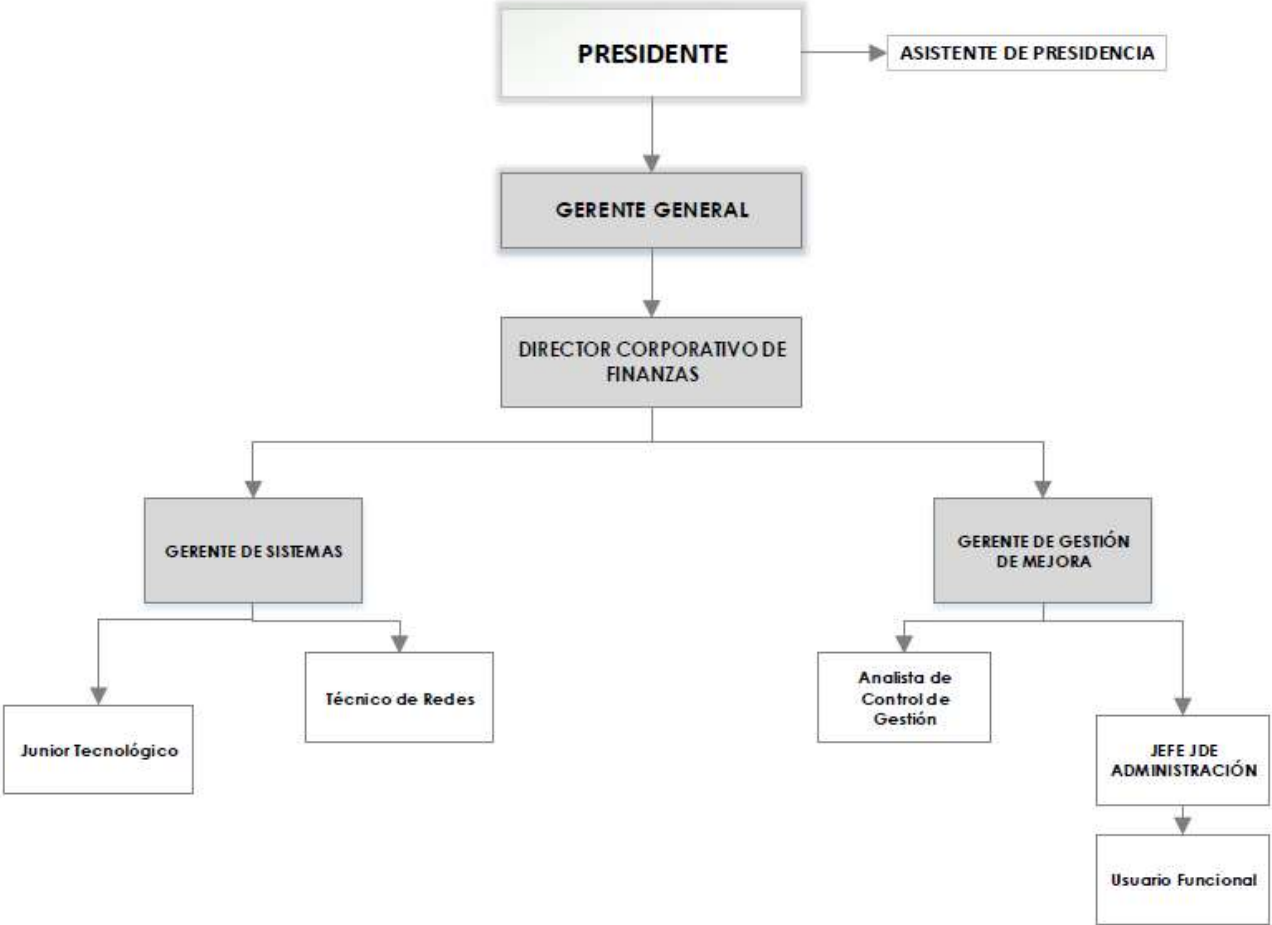 PRESIDENTE
ASISTENTE DE PRESIDENCIA
GERENTE GENERAL
DIRECTOR CORPORATIVO DE
FINANZAS
GERENTE DE SISTEMAS
GERENTE DE GESTIÓN
DE MEJORA
Junior Tecnológico
Técnico de Redes
Analista de
Control de
Gestión
JEFE JDE
ADMINISTRACIÓN
Usuario Funcional